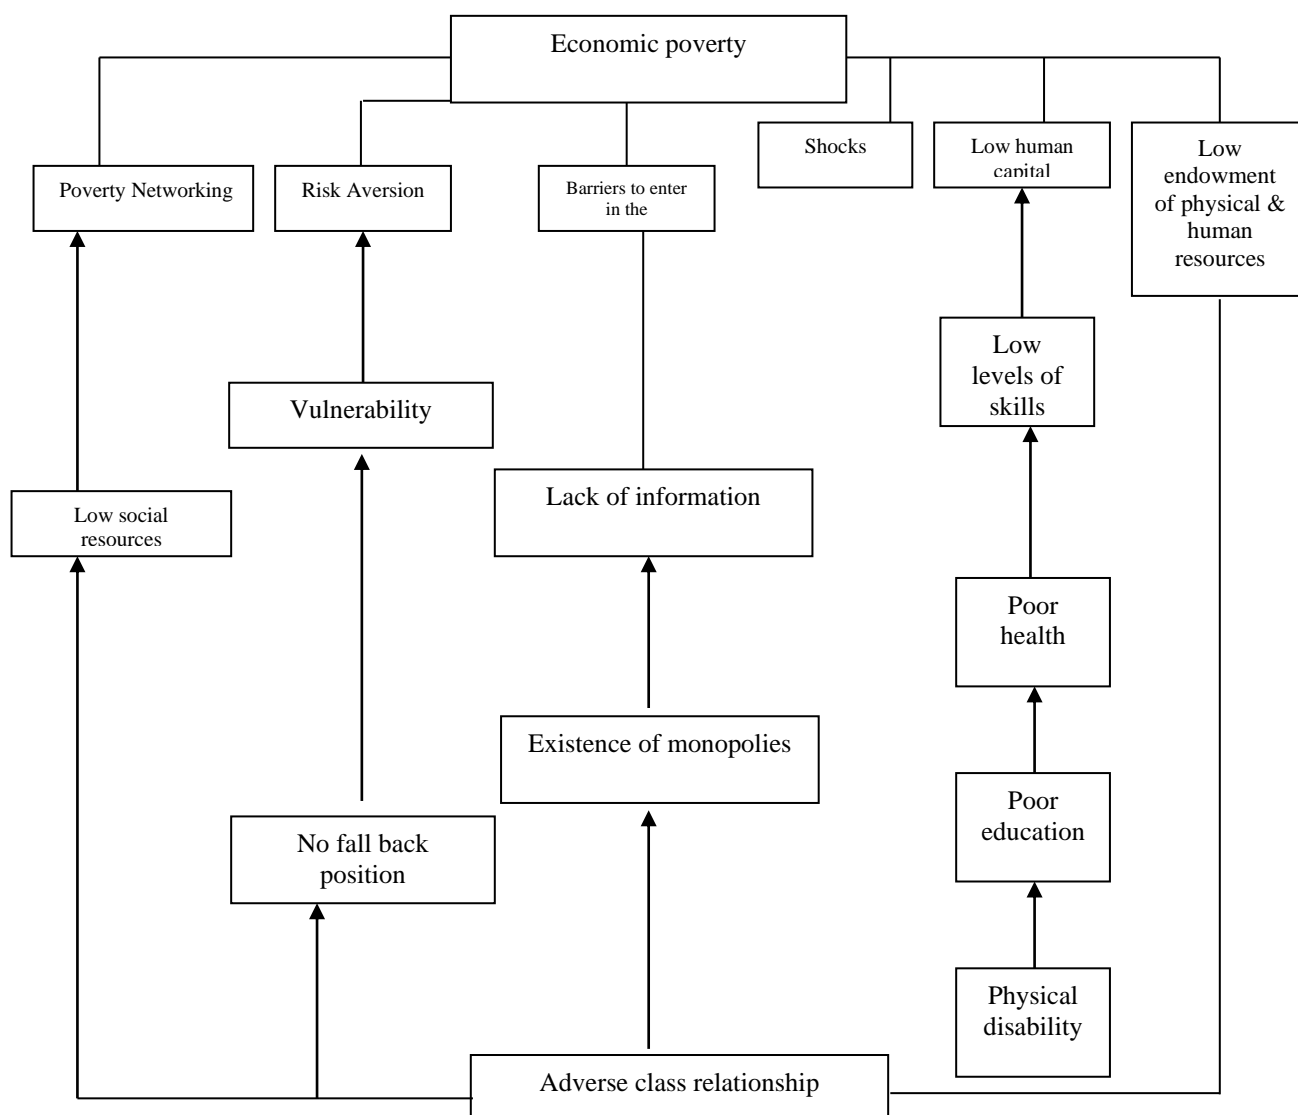 Economic poverty
Poverty Networking
Risk Aversion
Barriers to enter
in the
Shocks
Low human
capital
Low
endowment
of physical &
human
resources
Low
levels of
skills
Vulnerability
Lack of information
Low social
resources
Poor
health
Existence of monopolies
Poor
education
No fall back
position
Physical
disability
Adverse class relationship